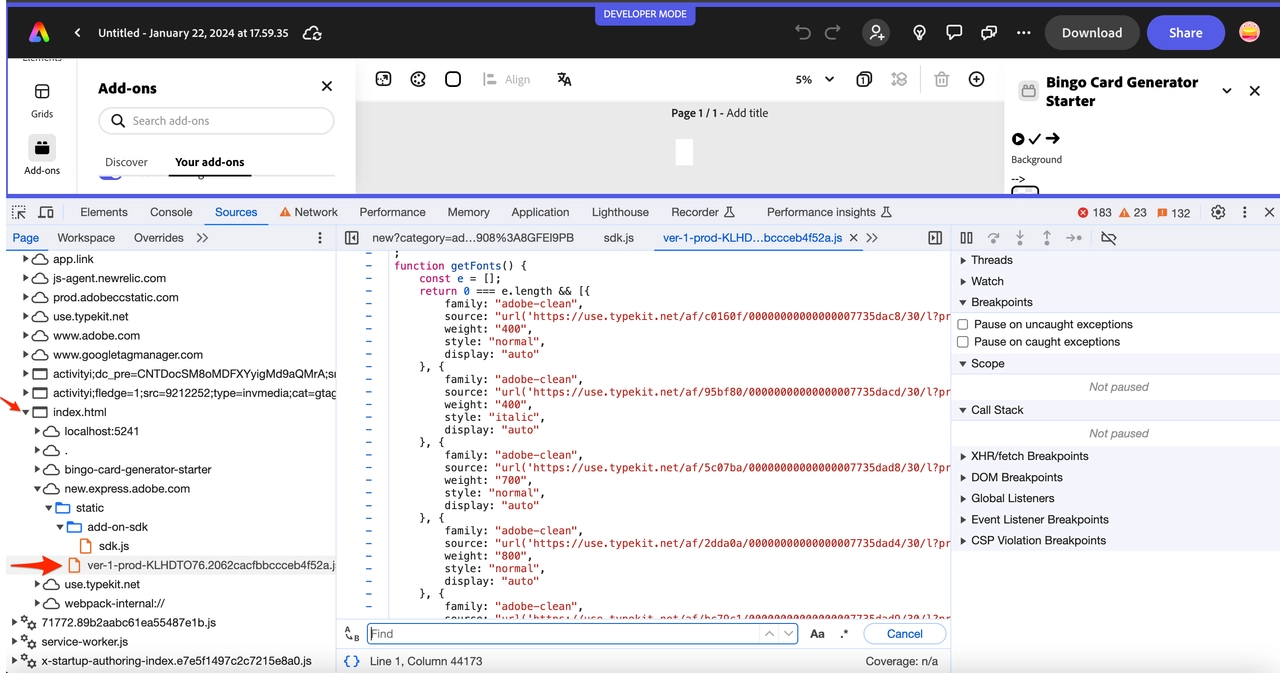 DEVELOPER MODE
Untitled - January 22, 2024 at 17.59.35
Download
Share
Elements
Grids
Add-ons
Add-ons
Search add-ons
Discover
Your add-ons
Align
5%
Page 1 / 1 - Add title
Bingo Card Generator
Starter
Background
-->
Elements
Console
Sources
Network
Performance
Memory
Application
Lighthouse
Recorder
Performance insights
183
23
132
Page
Workspace
Overrides
new?category=ad...908%3A8GFEI9PB
sdk.js
ver-1-prod-KLHD...bccceb4f52a.js
app.link
js-agent.newrelic.com
prod.adobeccstatic.com
use.typekit.net
www.adobe.com
www.googletagmanager.com
activityi;dc_pre=CNTDocSM8oMDFXYyigMd9aQMrA;sr
activityi;fledge=1;src=9212252;type=invmedia;cat=gtag
index.html
localhost:5241
.
bingo-card-generator-starter
new.express.adobe.com
static
add-on-sdk
sdk.js
ver-1-prod-KLHDTO76.2062cacfbbccceb4f52a.js
use.typekit.net
webpack-internal://
71772.89b2aabc61ea55487e1b.js
service-worker.js
x-startup-authoring-index.e7e5f1497c2c7215e8a0.js
;
function getFonts() {
const e = [];
return 0 === e.length && [{
family: "adobe-clean",
source: "url('https://use.typekit.net/af/c0160f/00000000000000007735dac8/30/l?pr
weight: "400",
style: "normal",
display: "auto"
}, {
family: "adobe-clean",
source: "url('https://use.typekit.net/af/95bf80/00000000000000007735dacd/30/l?pr
weight: "400",
style: "italic",
display: "auto"
}, {
family: "adobe-clean",
source: "url('https://use.typekit.net/af/5c07ba/00000000000000007735dad8/30/l?pr
weight: "700",
style: "normal",
display: "auto"
}, {
family: "adobe-clean",
source: "url('https://use.typekit.net/af/2dda0a/00000000000000007735dad4/30/l?pr
weight: "800",
style: "normal",
display: "auto"
}, {
family: "adobe-clean",
Find
Aa
.*
Cancel
{} Line 1, Column 44173
Coverage: n/a
Threads
Watch
Breakpoints
Pause on uncaught exceptions
Pause on caught exceptions
Scope
Not paused
Call Stack
Not paused
XHR/fetch Breakpoints
DOM Breakpoints
Global Listeners
Event Listener Breakpoints
CSP Violation Breakpoints